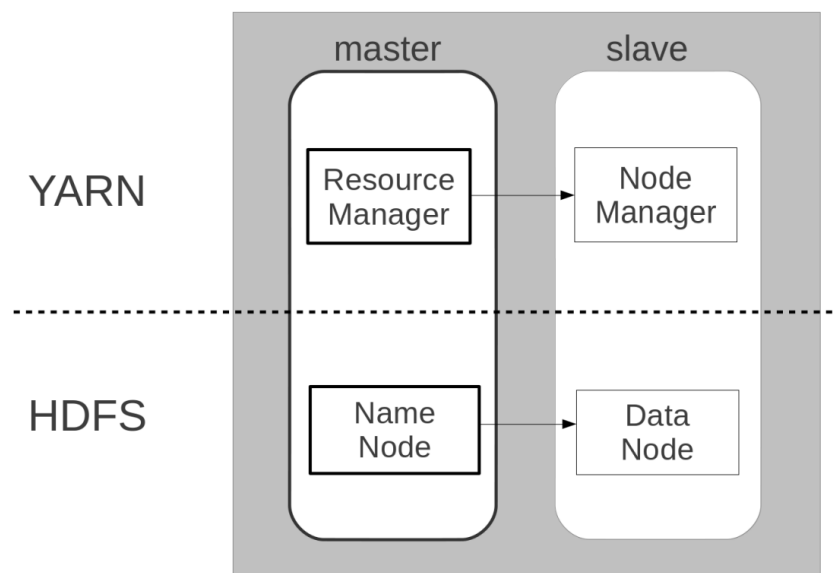 master
slave
YARN
Resource
Manager
Node
Manager
HDFS
Name
Node
Data
Node